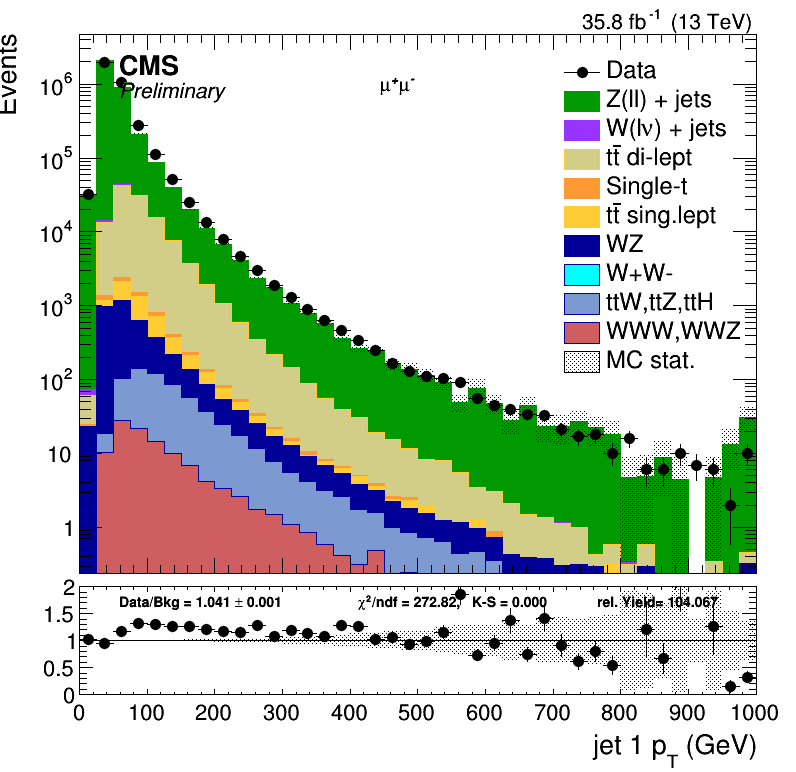 35.8 fb⁻¹ (13 TeV)
Events
CMS
Preliminary
μ⁺μ⁻
Data
Z(ll) + jets
W(lν) + jets
tt̄ di-lept
Single-t
tt̄ sing.lept
WZ
W+W-
ttW,ttZ,ttH
WWW,WWZ
MC stat.
10⁶
10⁵
10⁴
10³
10²
10
1
Data/Bkg = 1.041 ± 0.001 χ²/ndf = 272.82, K-S = 0.000 rel. Yield= 104.067
2
1.5
1
0.5
0
0 100 200 300 400 500 600 700 800 900 1000
jet 1 p_T (GeV)